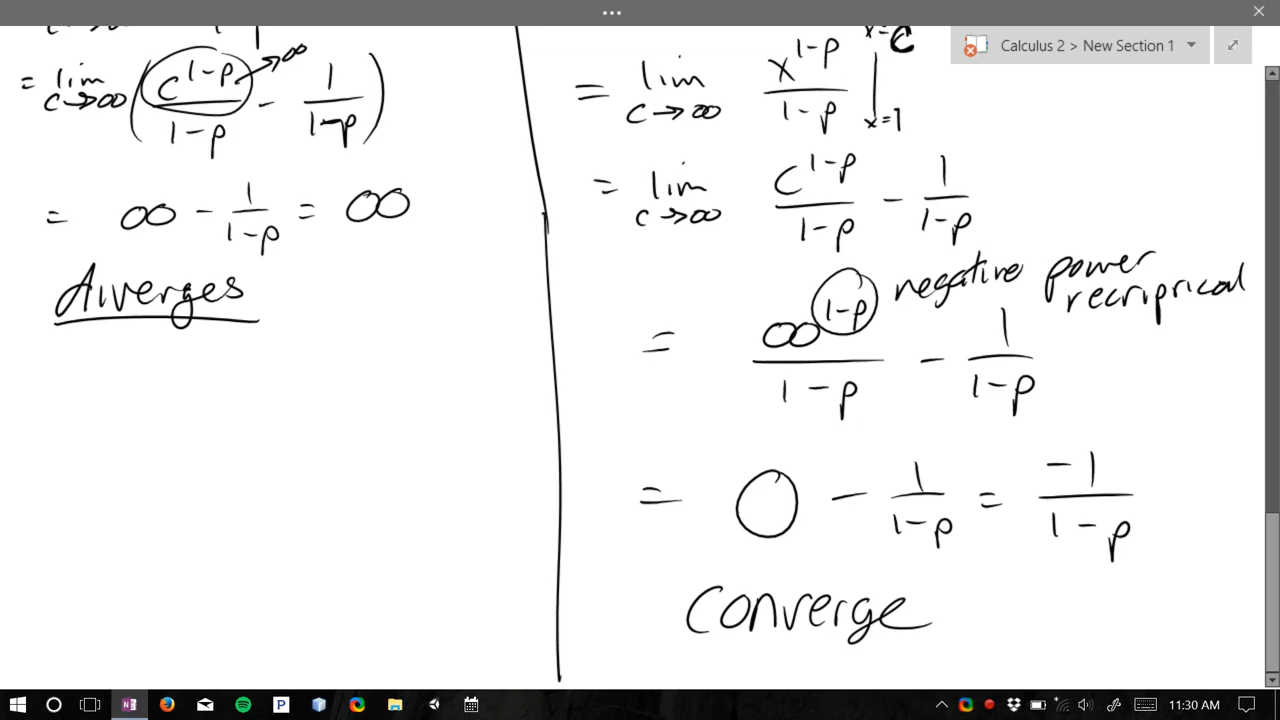 Calculus 2 > New Section 1
= lim c→∞ ( c^(1-p) / (1-p) →∞ - 1/(1-p) )
= ∞ - 1/(1-p) = ∞
diverges
= lim c→∞ x^(1-p) / (1-p) | x=c x=1
= lim c→∞ c^(1-p) / (1-p) - 1/(1-p)
negative power
recriprical
= ∞^(1-p) / (1-p) - 1/(1-p)
= 0 - 1/(1-p) = -1/(1-p)
converge
11:30 AM